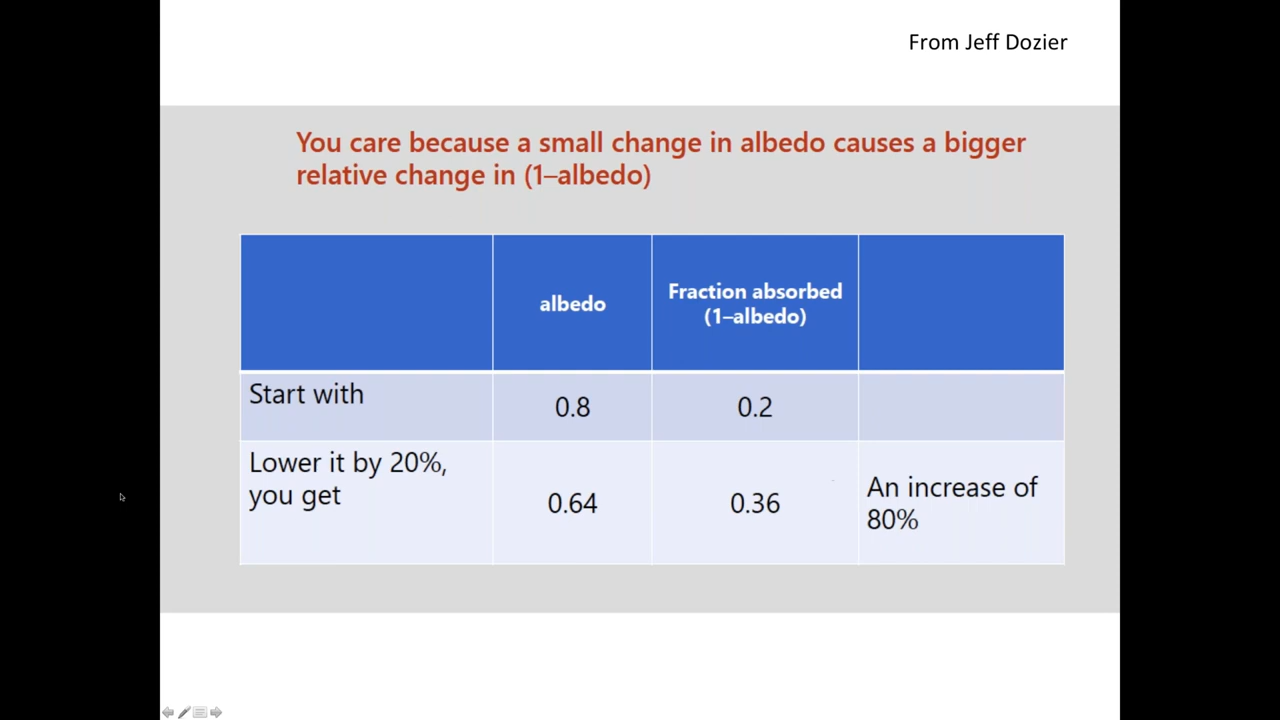 From Jeff Dozier
You care because a small change in albedo causes a bigger
relative change in (1–albedo)
albedo
Fraction absorbed
(1–albedo)
Start with
0.8
0.2
Lower it by 20%,
you get
0.64
0.36
An increase of
80%